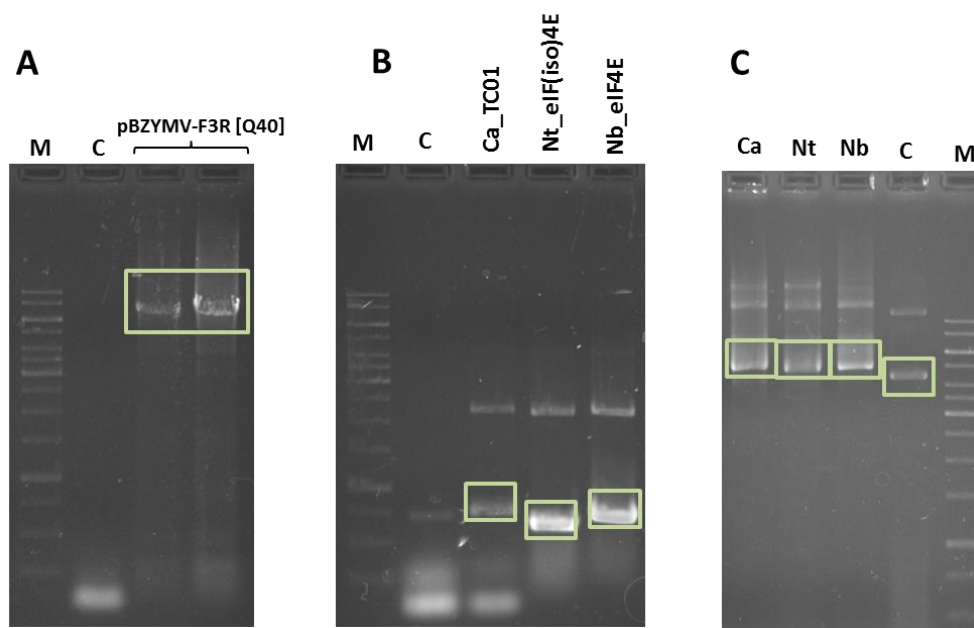 A
pBZYMV-F3R [Q40]
M C
B
M C Ca_TC01 Nt_eIF(iso)4E Nb_eIF4E
C
Ca Nt Nb C M